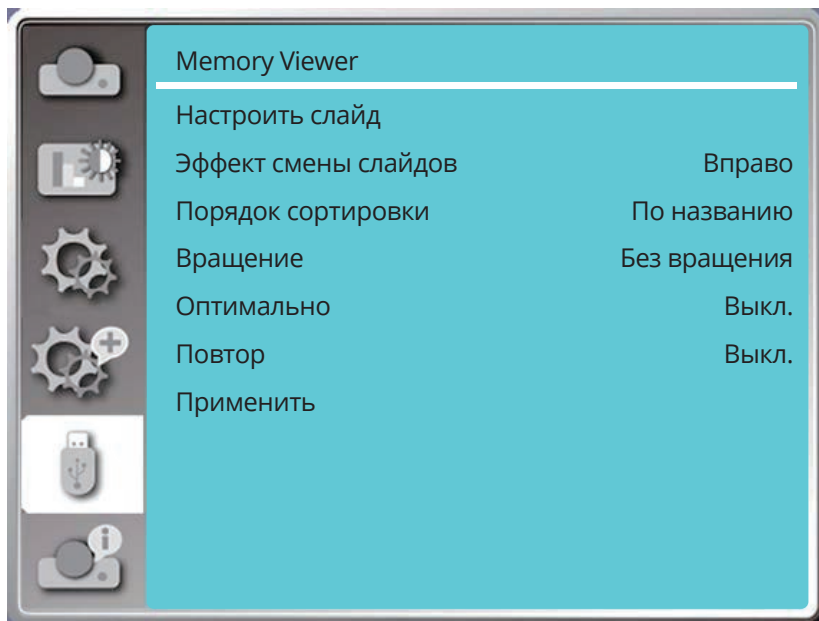 Memory Viewer
Настроить слайд
Эффект смены слайдов Вправо
Порядок сортировки По названию
Вращение Без вращения
Оптимально Выкл.
Повтор Выкл.
Применить